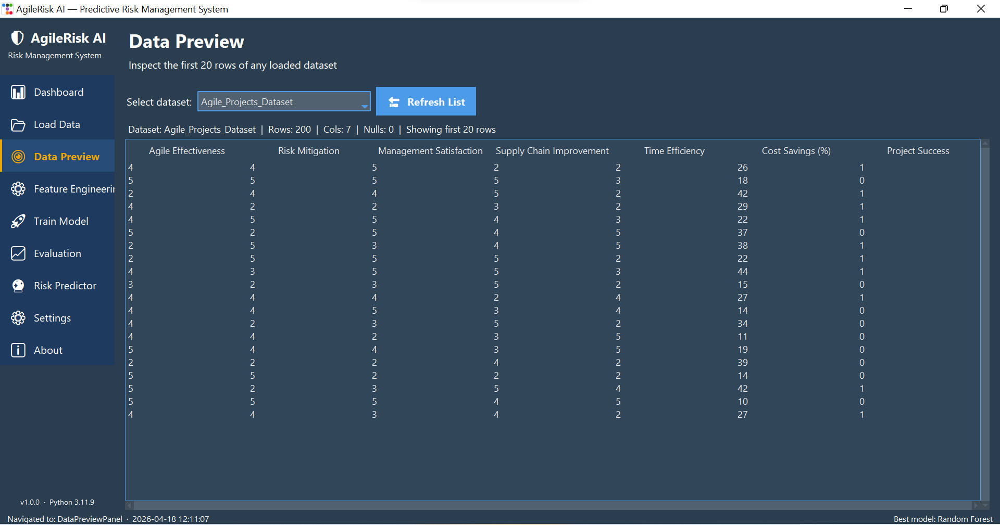 AgileRisk AI — Predictive Risk Management System
AgileRisk AI
Risk Management System
Dashboard
Load Data
Data Preview
Feature Engineerin
Train Model
Evaluation
Risk Predictor
Settings
About
v1.0.0 · Python 3.11.9
Data Preview
Inspect the first 20 rows of any loaded dataset
Select dataset: Agile_Projects_Dataset Refresh List
Dataset: Agile_Projects_Dataset | Rows: 200 | Cols: 7 | Nulls: 0 | Showing first 20 rows
Agile Effectiveness Risk Mitigation Management Satisfaction Supply Chain Improvement Time Efficiency Cost Savings (%) Project Success
4 4 5 2 2 26 1
5 5 5 5 3 18 0
2 4 4 5 2 42 1
4 2 2 3 2 29 1
4 5 5 4 3 22 1
5 2 5 4 5 37 0
2 5 3 4 5 38 1
2 5 5 5 2 22 1
4 3 5 5 3 44 1
3 2 3 5 2 15 0
4 4 4 2 4 27 1
4 4 5 3 4 14 0
4 2 3 5 2 34 0
4 4 2 3 5 11 0
5 4 4 3 5 19 0
2 2 2 4 2 39 0
5 5 2 2 2 14 0
5 2 3 5 4 42 1
5 5 5 4 5 10 0
4 4 3 4 2 27 1
Navigated to: DataPreviewPanel · 2026-04-18 12:11:07
Best model: Random Forest